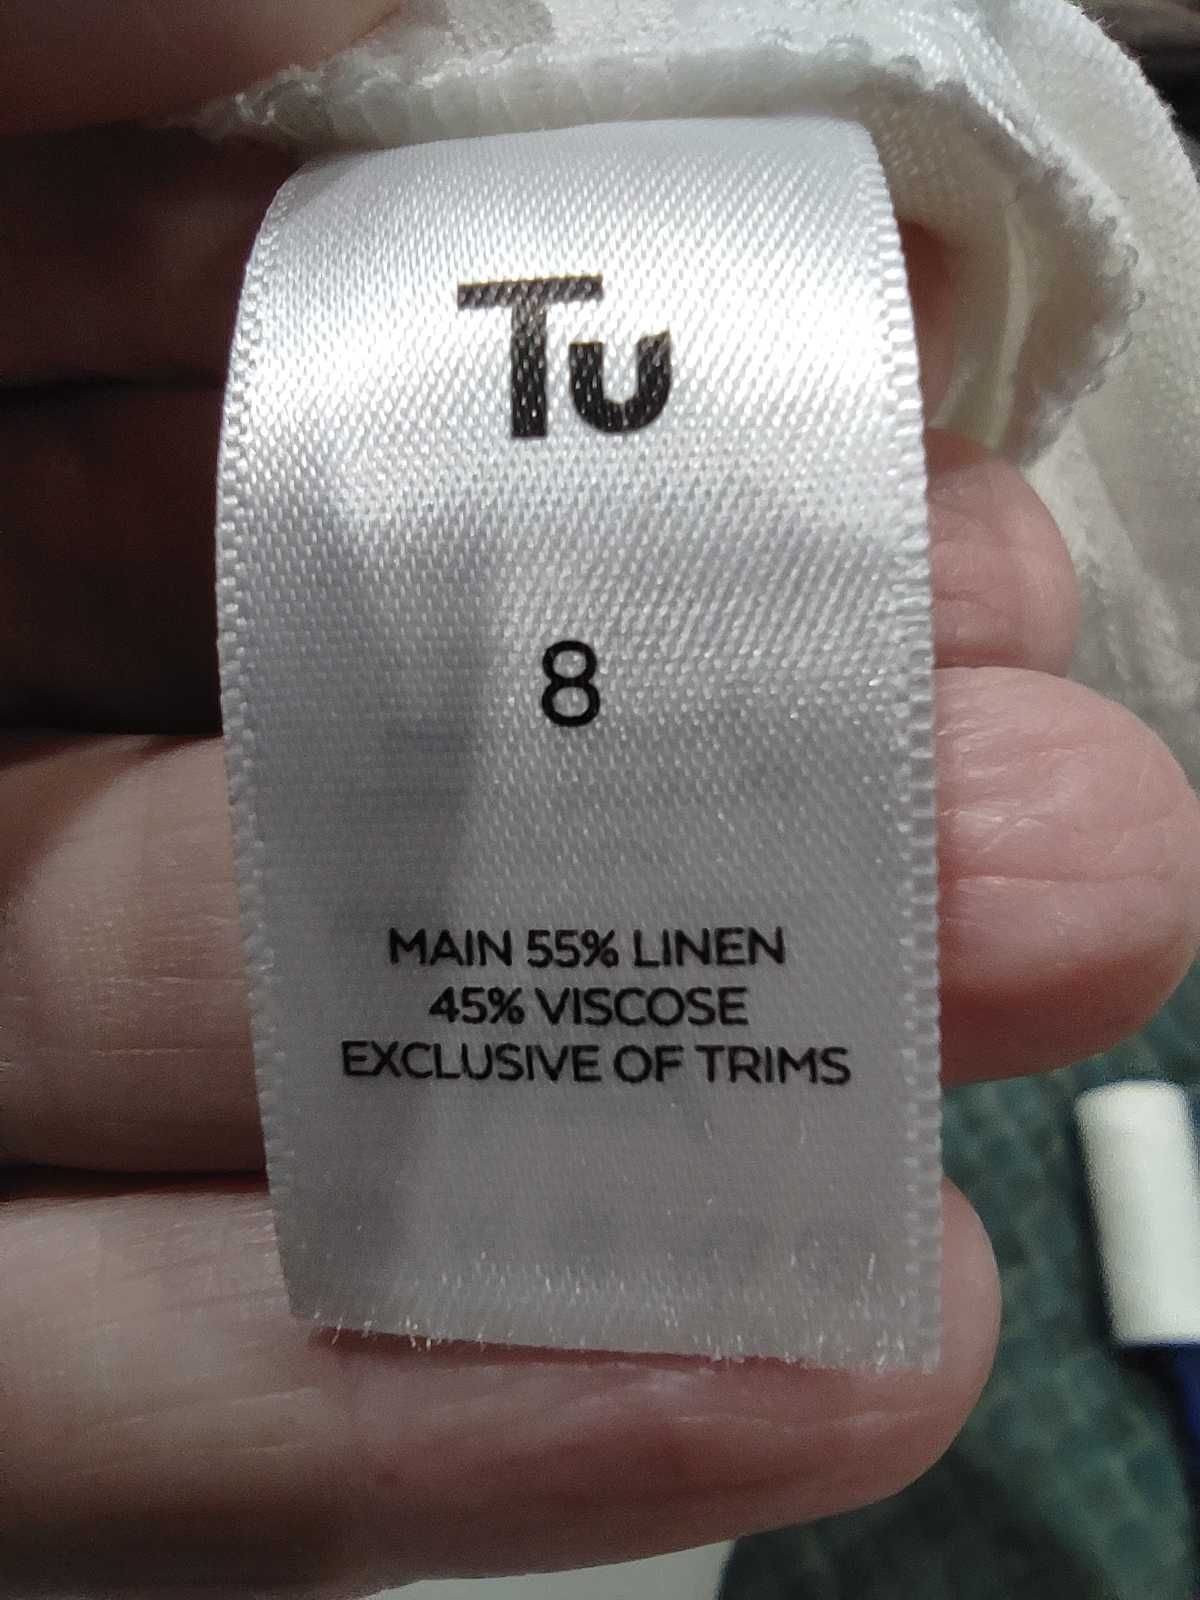 Tu
8
MAIN 55% LINEN
45% VISCOSE
EXCLUSIVE OF TRIMS